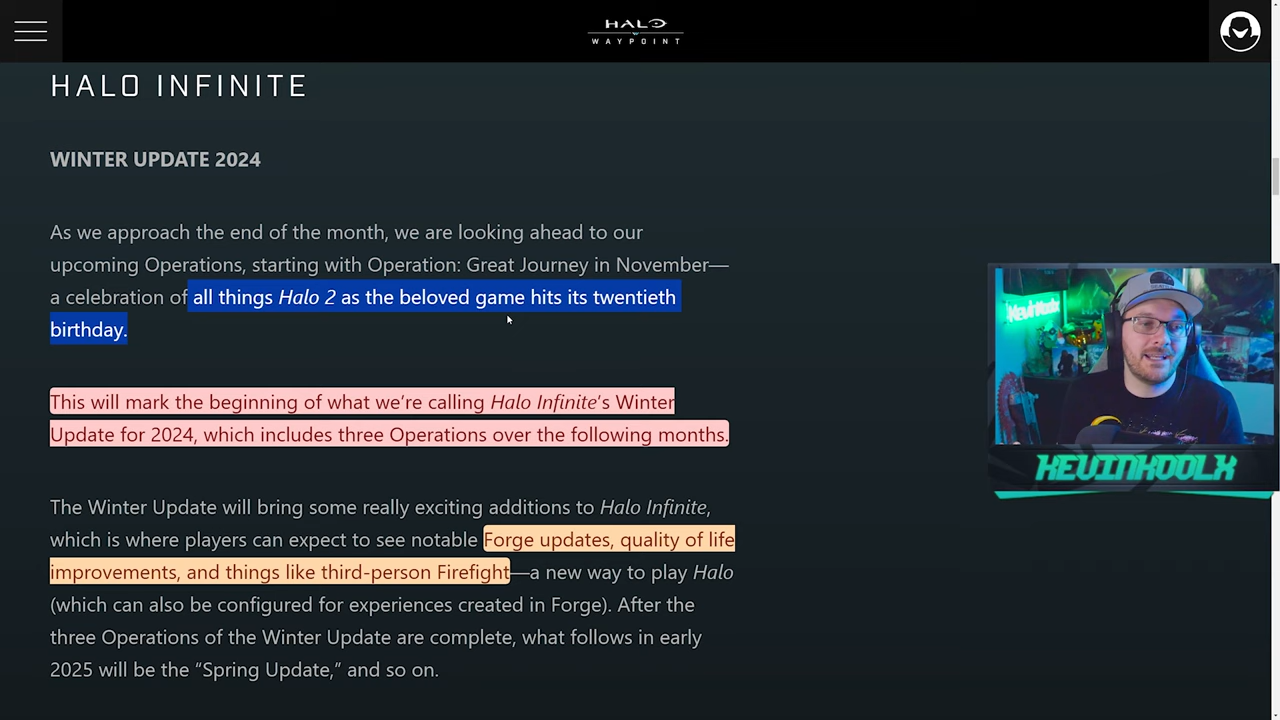 HALO
WAYPOINT
HALO INFINITE
WINTER UPDATE 2024
As we approach the end of the month, we are looking ahead to our
upcoming Operations, starting with Operation: Great Journey in November—
a celebration of all things Halo 2 as the beloved game hits its twentieth
birthday.
This will mark the beginning of what we’re calling Halo Infinite’s Winter
Update for 2024, which includes three Operations over the following months.
The Winter Update will bring some really exciting additions to Halo Infinite,
which is where players can expect to see notable Forge updates, quality of life
improvements, and things like third-person Firefight—a new way to play Halo
(which can also be configured for experiences created in Forge). After the
three Operations of the Winter Update are complete, what follows in early
2025 will be the “Spring Update,” and so on.
KevinKoolx
KEVINKOOLX